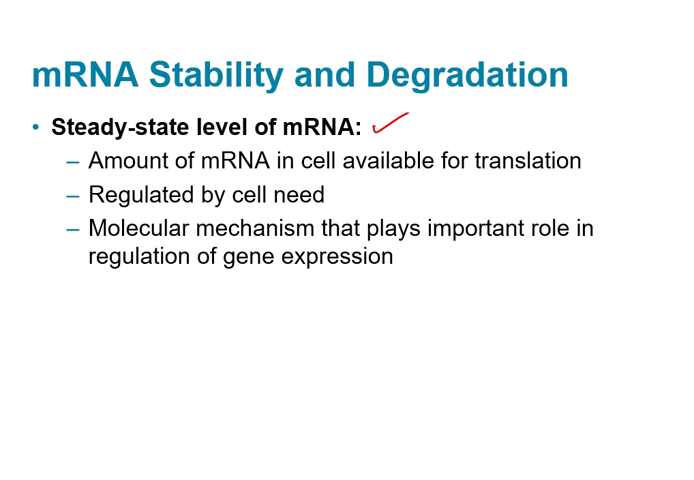 mRNA Stability and Degradation
• Steady-state level of mRNA:
– Amount of mRNA in cell available for translation
– Regulated by cell need
– Molecular mechanism that plays important role in
regulation of gene expression